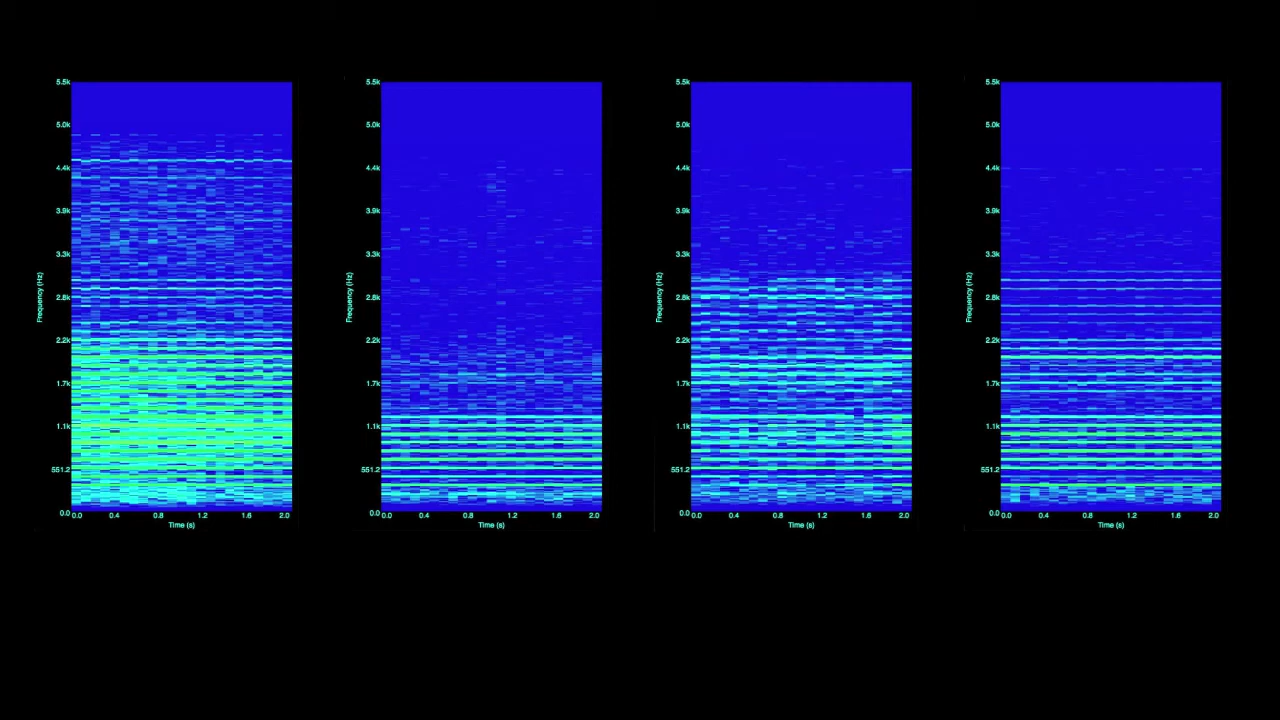 5.5k
5.0k
4.4k
3.9k
3.3k
2.8k
2.2k
1.7k
1.1k
551.2
0.0
Frequency (Hz)
0.0 0.4 0.8 1.2 1.6 2.0
Time (s)
5.5k
5.0k
4.4k
3.9k
3.3k
2.8k
2.2k
1.7k
1.1k
551.2
0.0
Frequency (Hz)
0.0 0.4 0.8 1.2 1.6 2.0
Time (s)
5.5k
5.0k
4.4k
3.9k
3.3k
2.8k
2.2k
1.7k
1.1k
551.2
0.0
Frequency (Hz)
0.0 0.4 0.8 1.2 1.6 2.0
Time (s)
5.5k
5.0k
4.4k
3.9k
3.3k
2.8k
2.2k
1.7k
1.1k
551.2
0.0
Frequency (Hz)
0.0 0.4 0.8 1.2 1.6 2.0
Time (s)